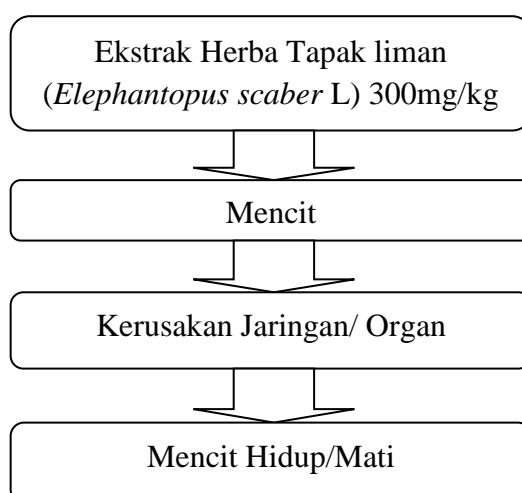 Ekstrak Herba Tapak liman
(Elephantopus scaber L) 300mg/kg
Mencit
Kerusakan Jaringan/ Organ
Mencit Hidup/Mati